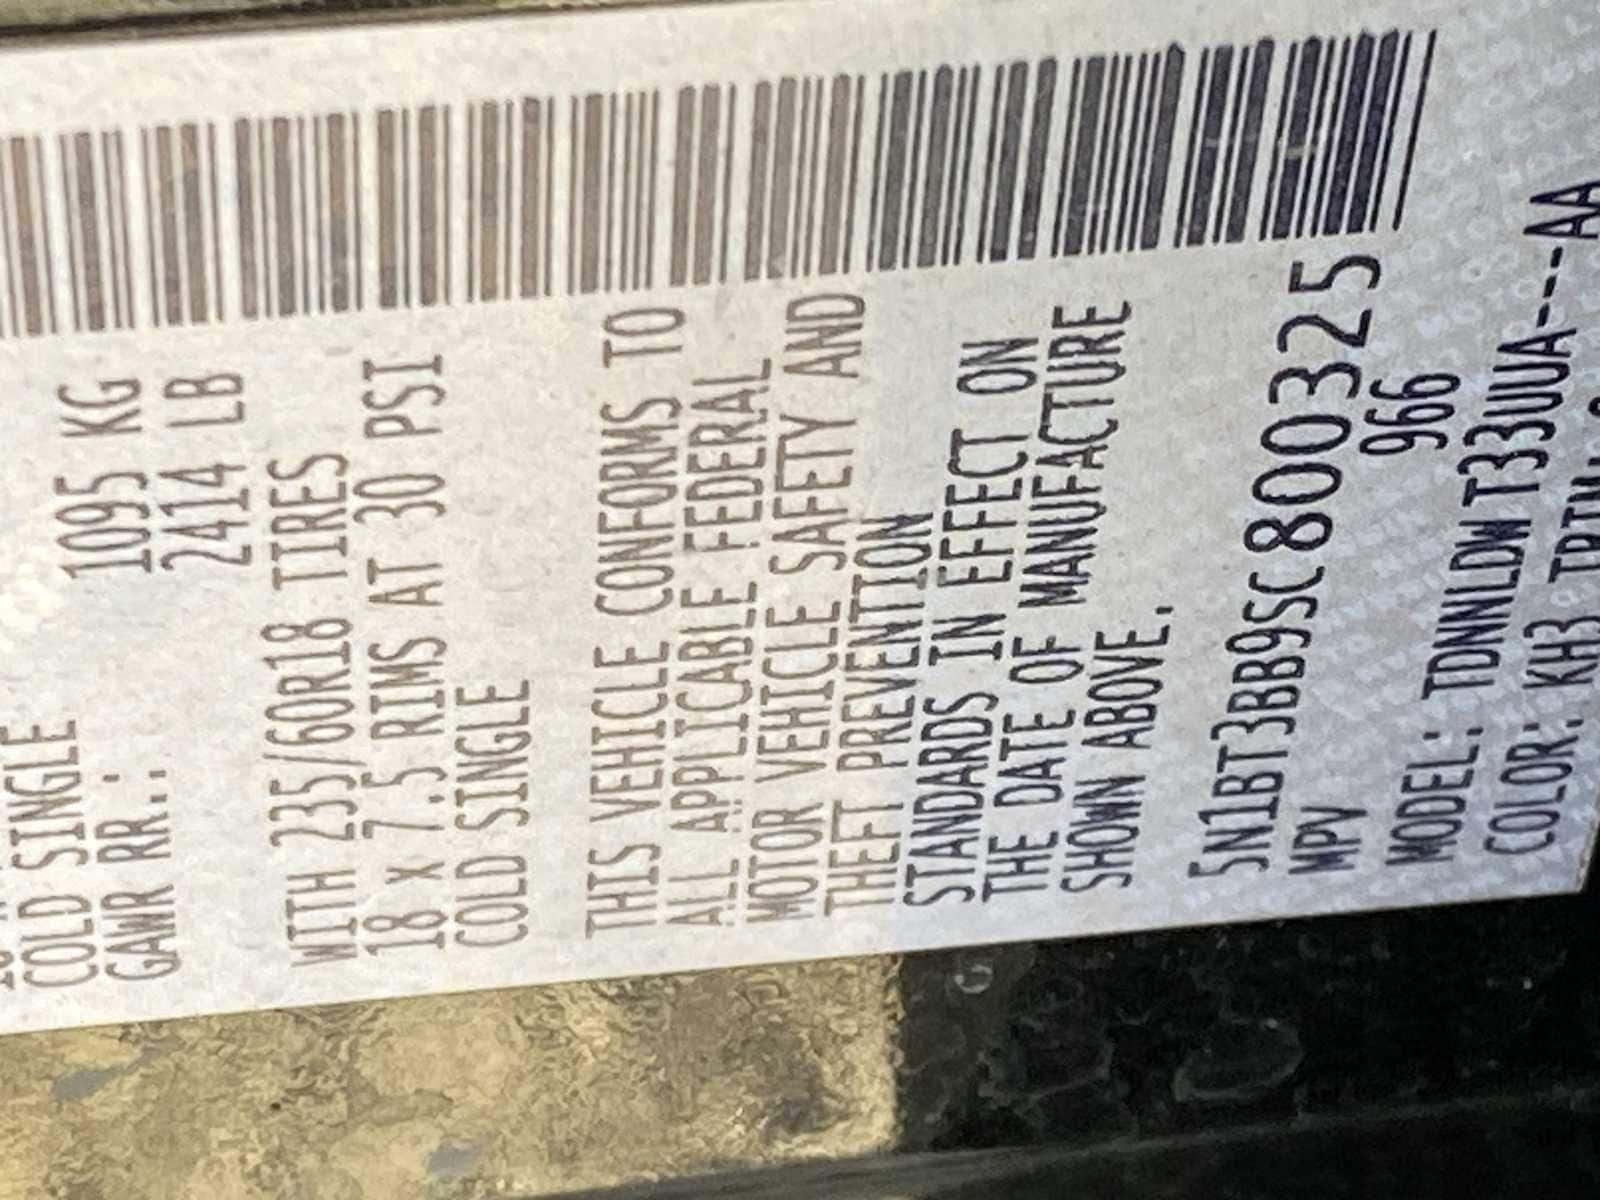 COLD SINGLE
GAWR RR.: 1095 KG
2414 LB
WITH 235/60R18 TIRES
18 x 7.5 RIMS AT 30 PSI
COLD SINGLE
THIS VEHICLE CONFORMS TO
ALL APPLICABLE FEDERAL
MOTOR VEHICLE SAFETY AND
THEFT PREVENTION
STANDARDS IN EFFECT ON
THE DATE OF MANUFACTURE
SHOWN ABOVE.
5N1BT3BB9SC800325
MPV 966
MODEL: TDNNLDW T33UUA---AA
COLOR: KH3